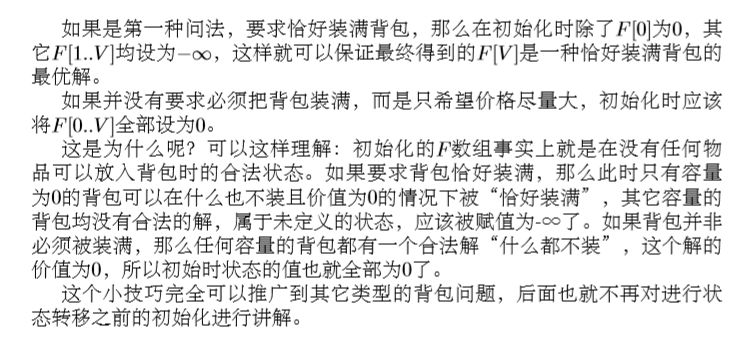 如果是第一种问法，要求恰好装满背包，那么在初始化时除了F[0]为0，其
它F[1..V]均设为−∞，这样就可以保证最终得到的F[V]是一种恰好装满背包的
最优解。
如果并没有要求必须把背包装满，而是只希望价格尽量大，初始化时应该
将F[0..V]全部设为0。
这是为什么呢？可以这样理解：初始化的F数组事实上就是在没有任何物
品可以放入背包时的合法状态。如果要求背包恰好装满，那么此时只有容量
为0的背包可以在什么也不装且价值为0的情况下被“恰好装满”，其它容量的
背包均没有合法的解，属于未定义的状态，应该被赋值为-∞了。如果背包并非
必须被装满，那么任何容量的背包都有一个合法解“什么都不装”，这个解的
价值为0，所以初始时状态的值也就全部为0了。
这个小技巧完全可以推广到其它类型的背包问题，后面也就不再对进行状
态转移之前的初始化进行讲解。